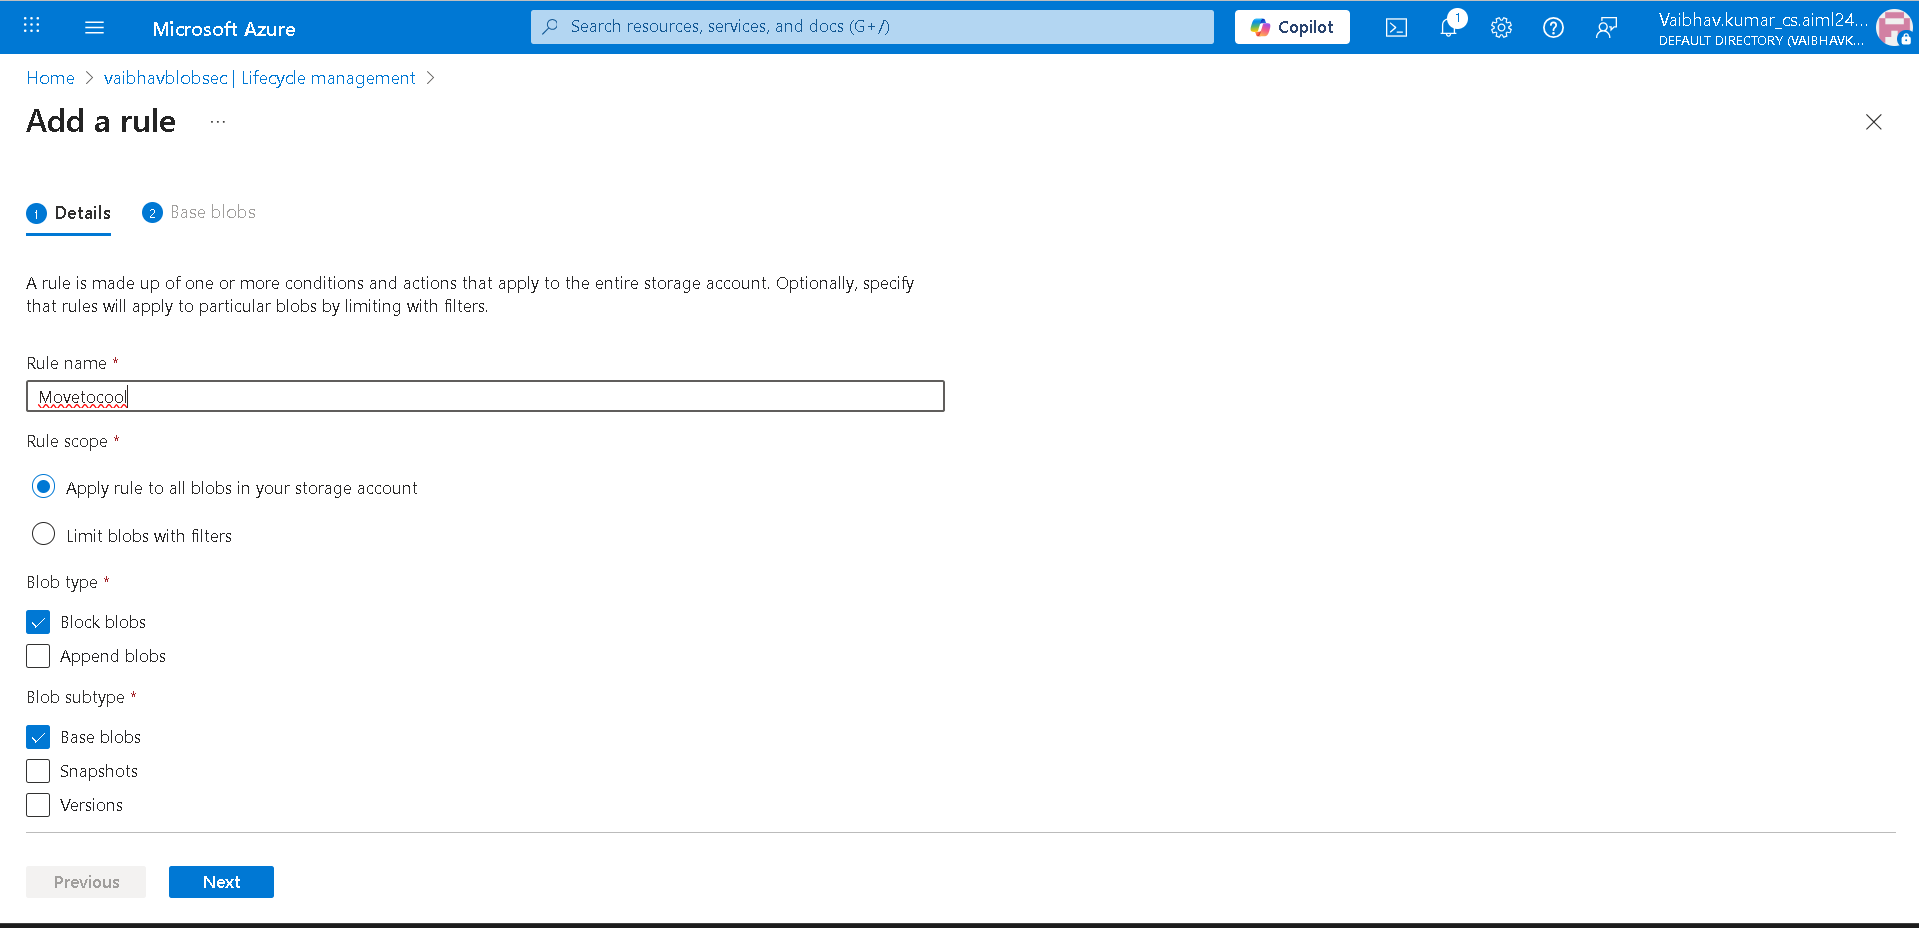 Microsoft Azure
Search resources, services, and docs (G+/)
Copilot
1
Vaibhav.kumar_cs.aiml24...
DEFAULT DIRECTORY (VAIBHAVK...
Home > vaibhavblobsec | Lifecycle management >
Add a rule ...
1 Details
2 Base blobs
A rule is made up of one or more conditions and actions that apply to the entire storage account. Optionally, specify
that rules will apply to particular blobs by limiting with filters.
Rule name *
Movetocool
Rule scope *
Apply rule to all blobs in your storage account
Limit blobs with filters
Blob type *
Block blobs
Append blobs
Blob subtype *
Base blobs
Snapshots
Versions
Previous
Next